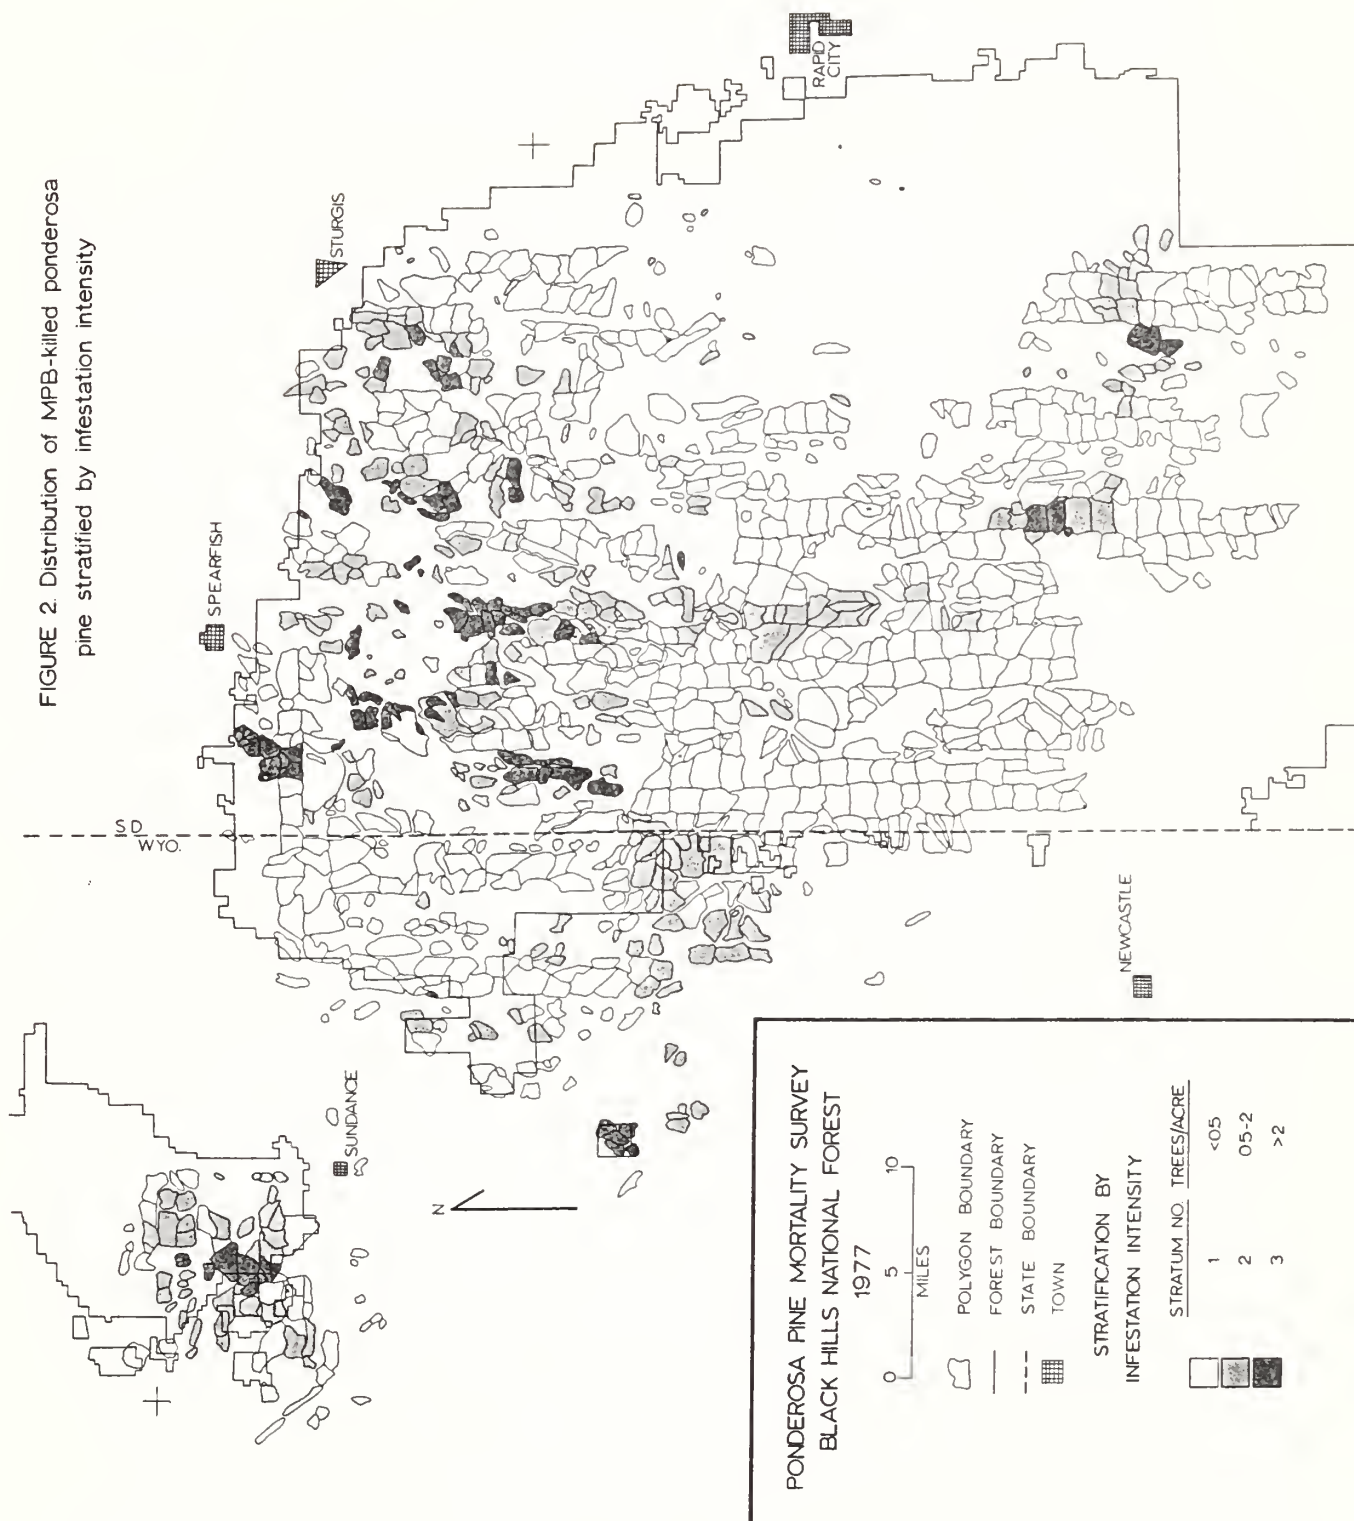 FIGURE 2. Distribution of MPB-killed ponderosa
pine stratified by infestation intensity
SPEARFISH
STURGIS
RAPID
CITY
SD
WYO.
SUNDANCE
NEWCASTLE
N
PONDEROSA PINE MORTALITY SURVEY
BLACK HILLS NATIONAL FOREST
1977
0 5 10
MILES
POLYGON BOUNDARY
FOREST BOUNDARY
STATE BOUNDARY
TOWN
STRATIFICATION BY
INFESTATION INTENSITY
STRATUM NO. TREES/ACRE
1 <05
2 05-2
3 >2